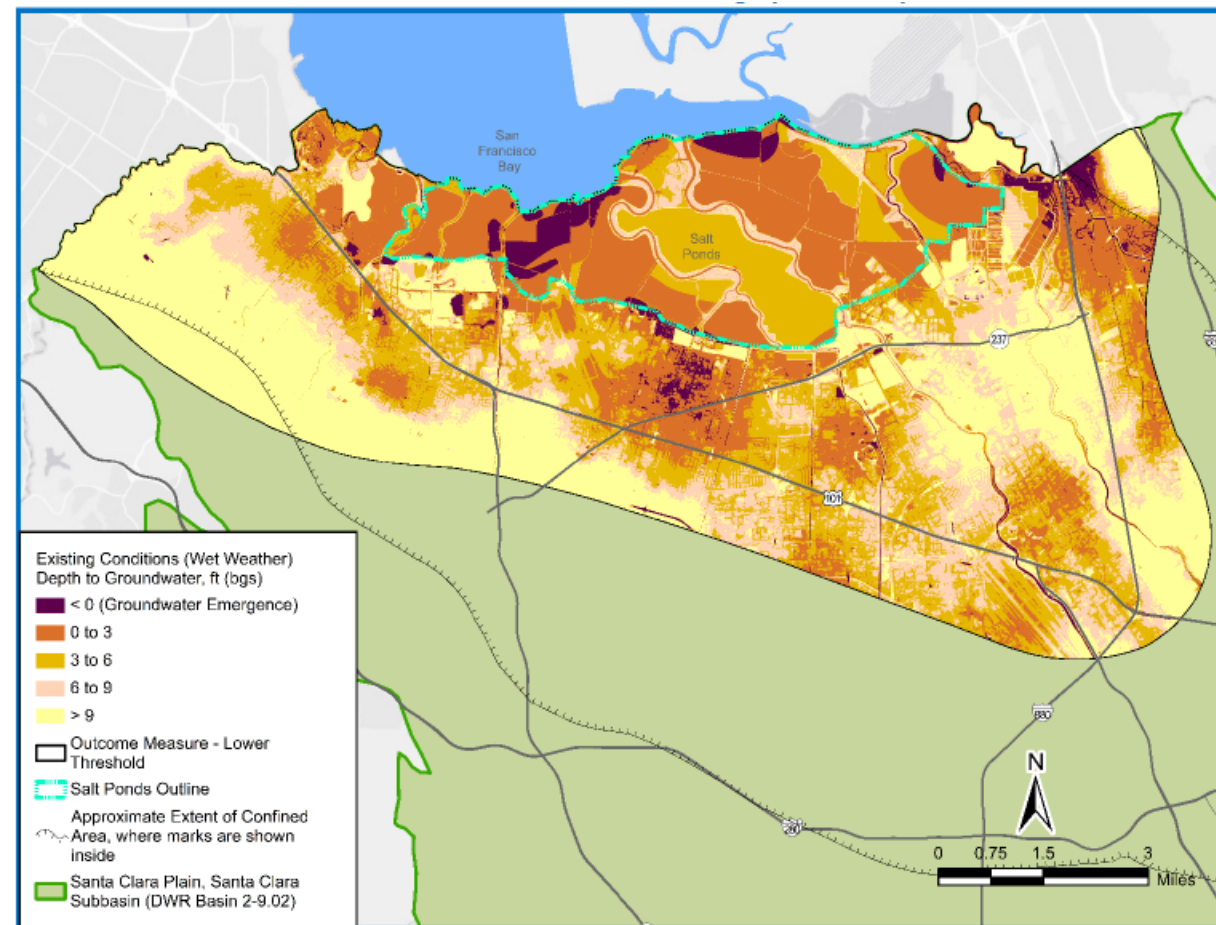 San
Francisco
Bay
Salt
Ponds
237
101
880
280
Existing Conditions (Wet Weather)
Depth to Groundwater, ft (bgs)
< 0 (Groundwater Emergence)
0 to 3
3 to 6
6 to 9
> 9
Outcome Measure - Lower
Threshold
Salt Ponds Outline
Approximate Extent of Confined
Area, where marks are shown
inside
Santa Clara Plain, Santa Clara
Subbasin (DWR Basin 2-9.02)
N
0 0.75 1.5 3
Miles